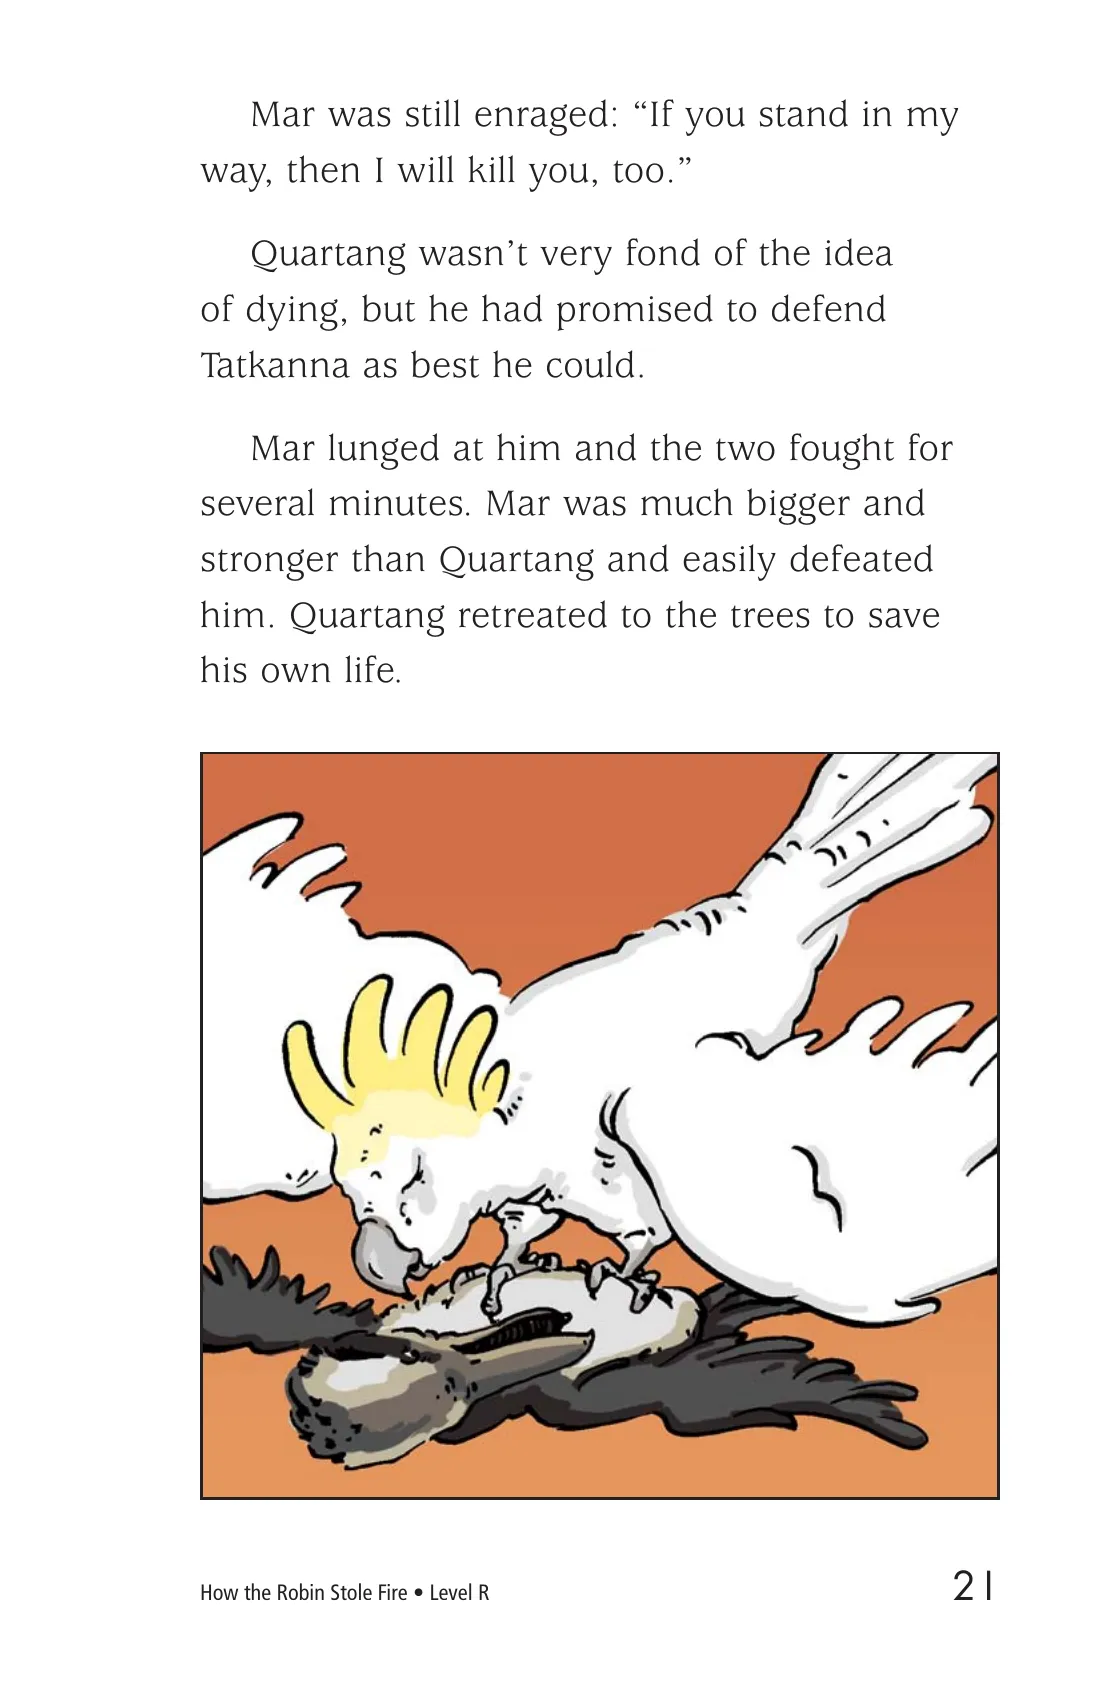 Mar was still enraged: “If you stand in my
way, then I will kill you, too.”
Quartang wasn’t very fond of the idea
of dying, but he had promised to defend
Tatkanna as best he could.
Mar lunged at him and the two fought for
several minutes. Mar was much bigger and
stronger than Quartang and easily defeated
him. Quartang retreated to the trees to save
his own life.
How the Robin Stole Fire • Level R
21